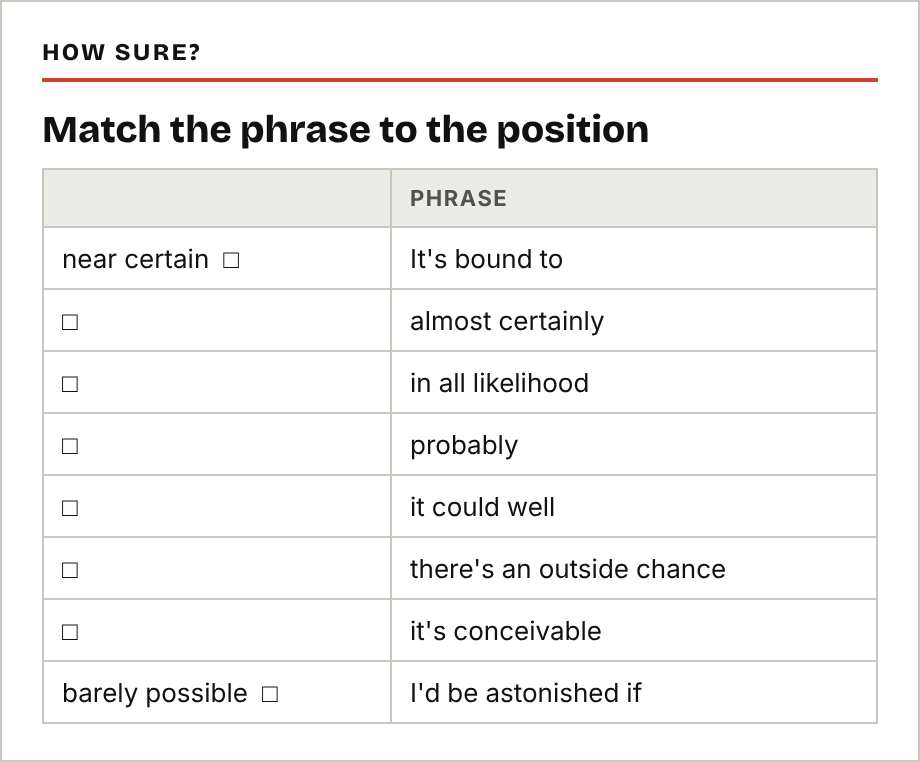 HOW SURE?
Match the phrase to the position
PHRASE
near certain □ It's bound to
□ almost certainly
□ in all likelihood
□ probably
□ it could well
□ there's an outside chance
□ it's conceivable
barely possible □ I'd be astonished if